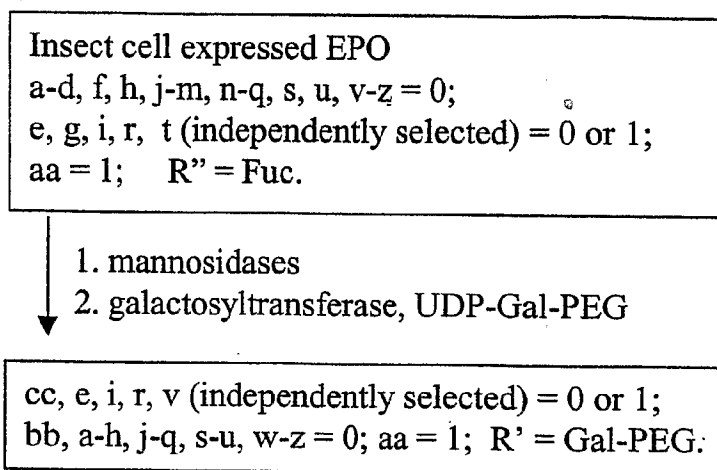 Insect cell expressed EPO
a-d, f, h, j-m, n-q, s, u, v-z = 0;
e, g, i, r, t (independently selected) = 0 or 1;
aa = 1; R” = Fuc.
1. mannosidases
2. galactosyltransferase, UDP-Gal-PEG
cc, e, i, r, v (independently selected) = 0 or 1;
bb, a-h, j-q, s-u, w-z = 0; aa = 1; R’ = Gal-PEG.